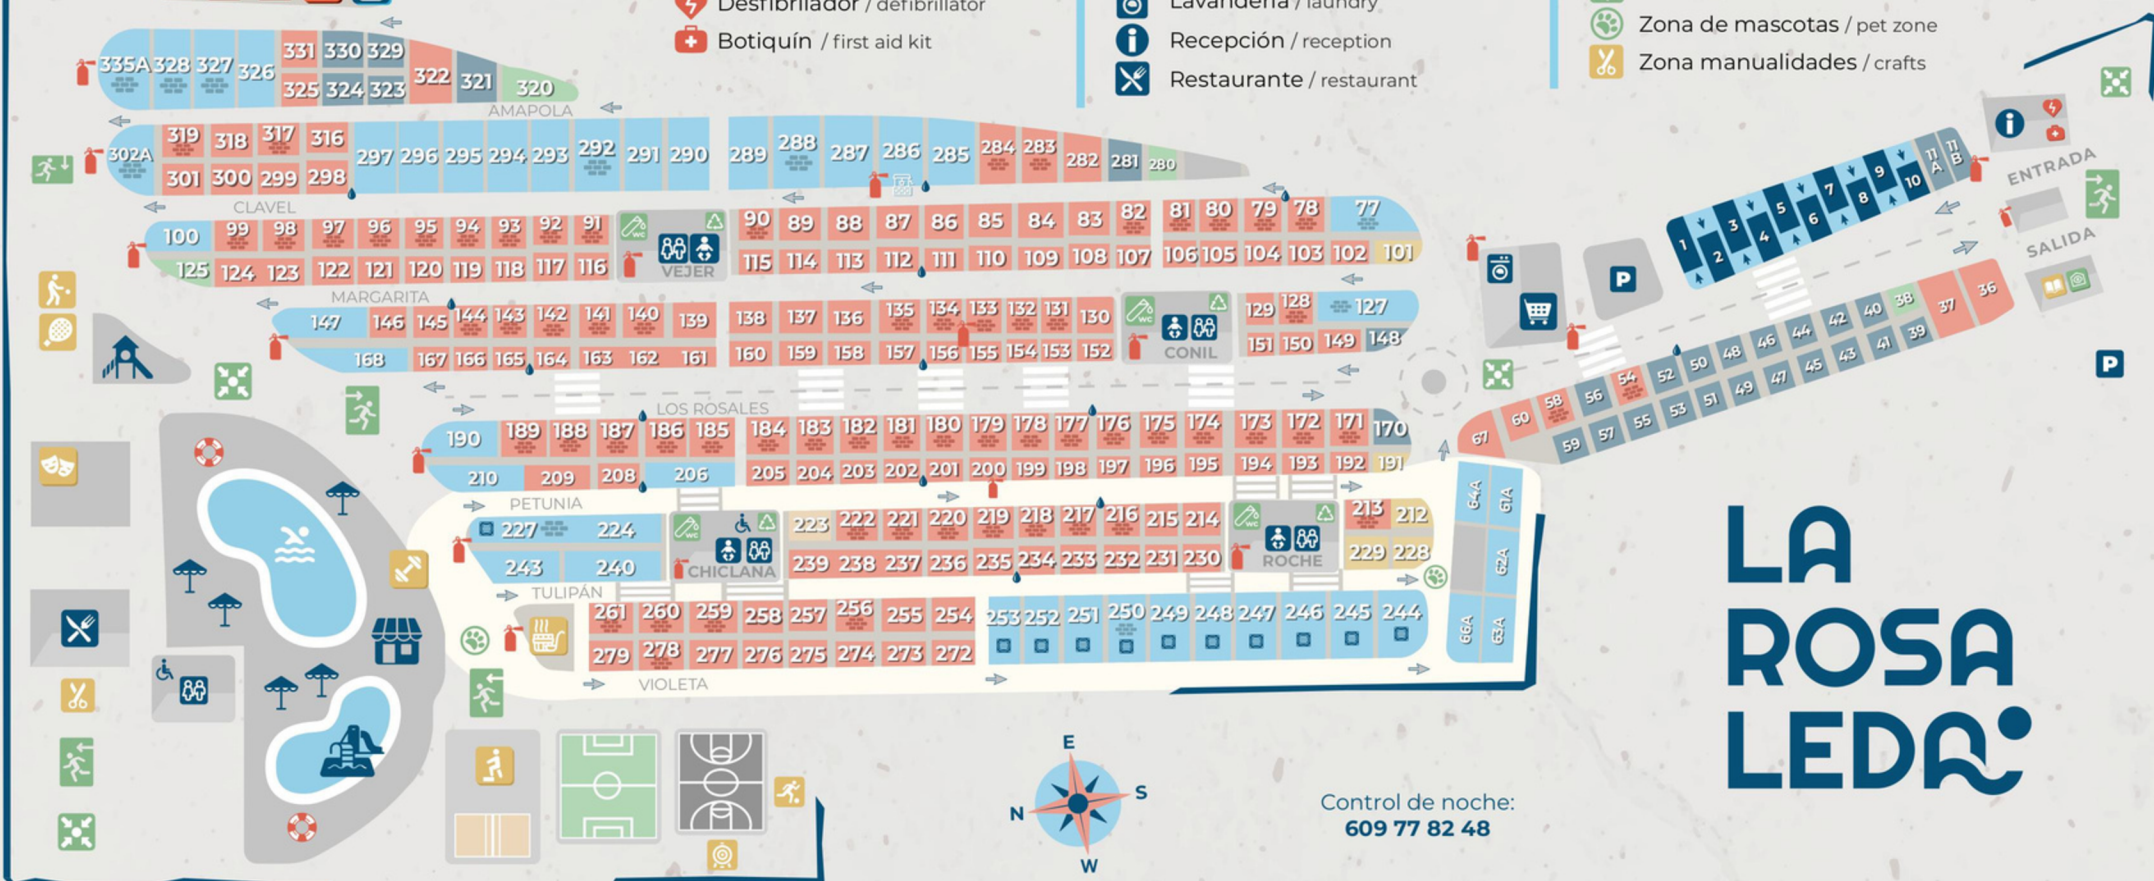 Desfibrilador / defibrillator
Botiquín / first aid kit
Lavandería / laundry
Recepción / reception
Restaurante / restaurant
Zona de mascotas / pet zone
Zona manualidades / crafts
335A 328 327 326 331 330 329 322 321 320
325 324 323
AMAPOLA
302A 319 318 317 316 297 296 295 294 293 292 291 290 289 288 287 286 285 284 283 282 281 280
301 300 299 298
CLAVEL
100 99 98 97 96 95 94 93 92 91 90 89 88 87 86 85 84 83 82 81 80 79 78 77
VEJER
125 124 123 122 121 120 119 118 117 116 115 114 113 112 111 110 109 108 107 106 105 104 103 102 101
MARGARITA
147 146 145 144 143 142 141 140 139 138 137 136 135 134 133 132 131 130 129 128 127
CONIL
168 167 166 165 164 163 162 161 160 159 158 157 156 155 154 153 152 151 150 149 148
LOS ROSALES
190 189 188 187 186 185 184 183 182 181 180 179 178 177 176 175 174 173 172 171 170
210 209 208 206 205 204 203 202 201 200 199 198 197 196 195 194 193 192 191
PETUNIA
227 224 223 222 221 220 219 218 217 216 215 214 213 212
WC
WC
WC
WC
CHICLANA
ROCHE
243 240 239 238 237 236 235 234 233 232 231 230 229 228
TULIPÁN
261 260 259 258 257 256 255 254 253 252 251 250 249 248 247 246 245 244
279 278 277 276 275 274 273 272
VIOLETA
64A 61A
62A
66A 63A
1 2 3 4 5 6 7 8 9 10 11A 11B
i
ENTRADA
SALIDA
P
P
67 60 58 56 54 52 50 48 46 44 42 40 38 37 36
59 57 55 53 51 49 47 45 43 41 39
E
N
S
W
Control de noche:
609 77 82 48
LA
ROSA
LEDA